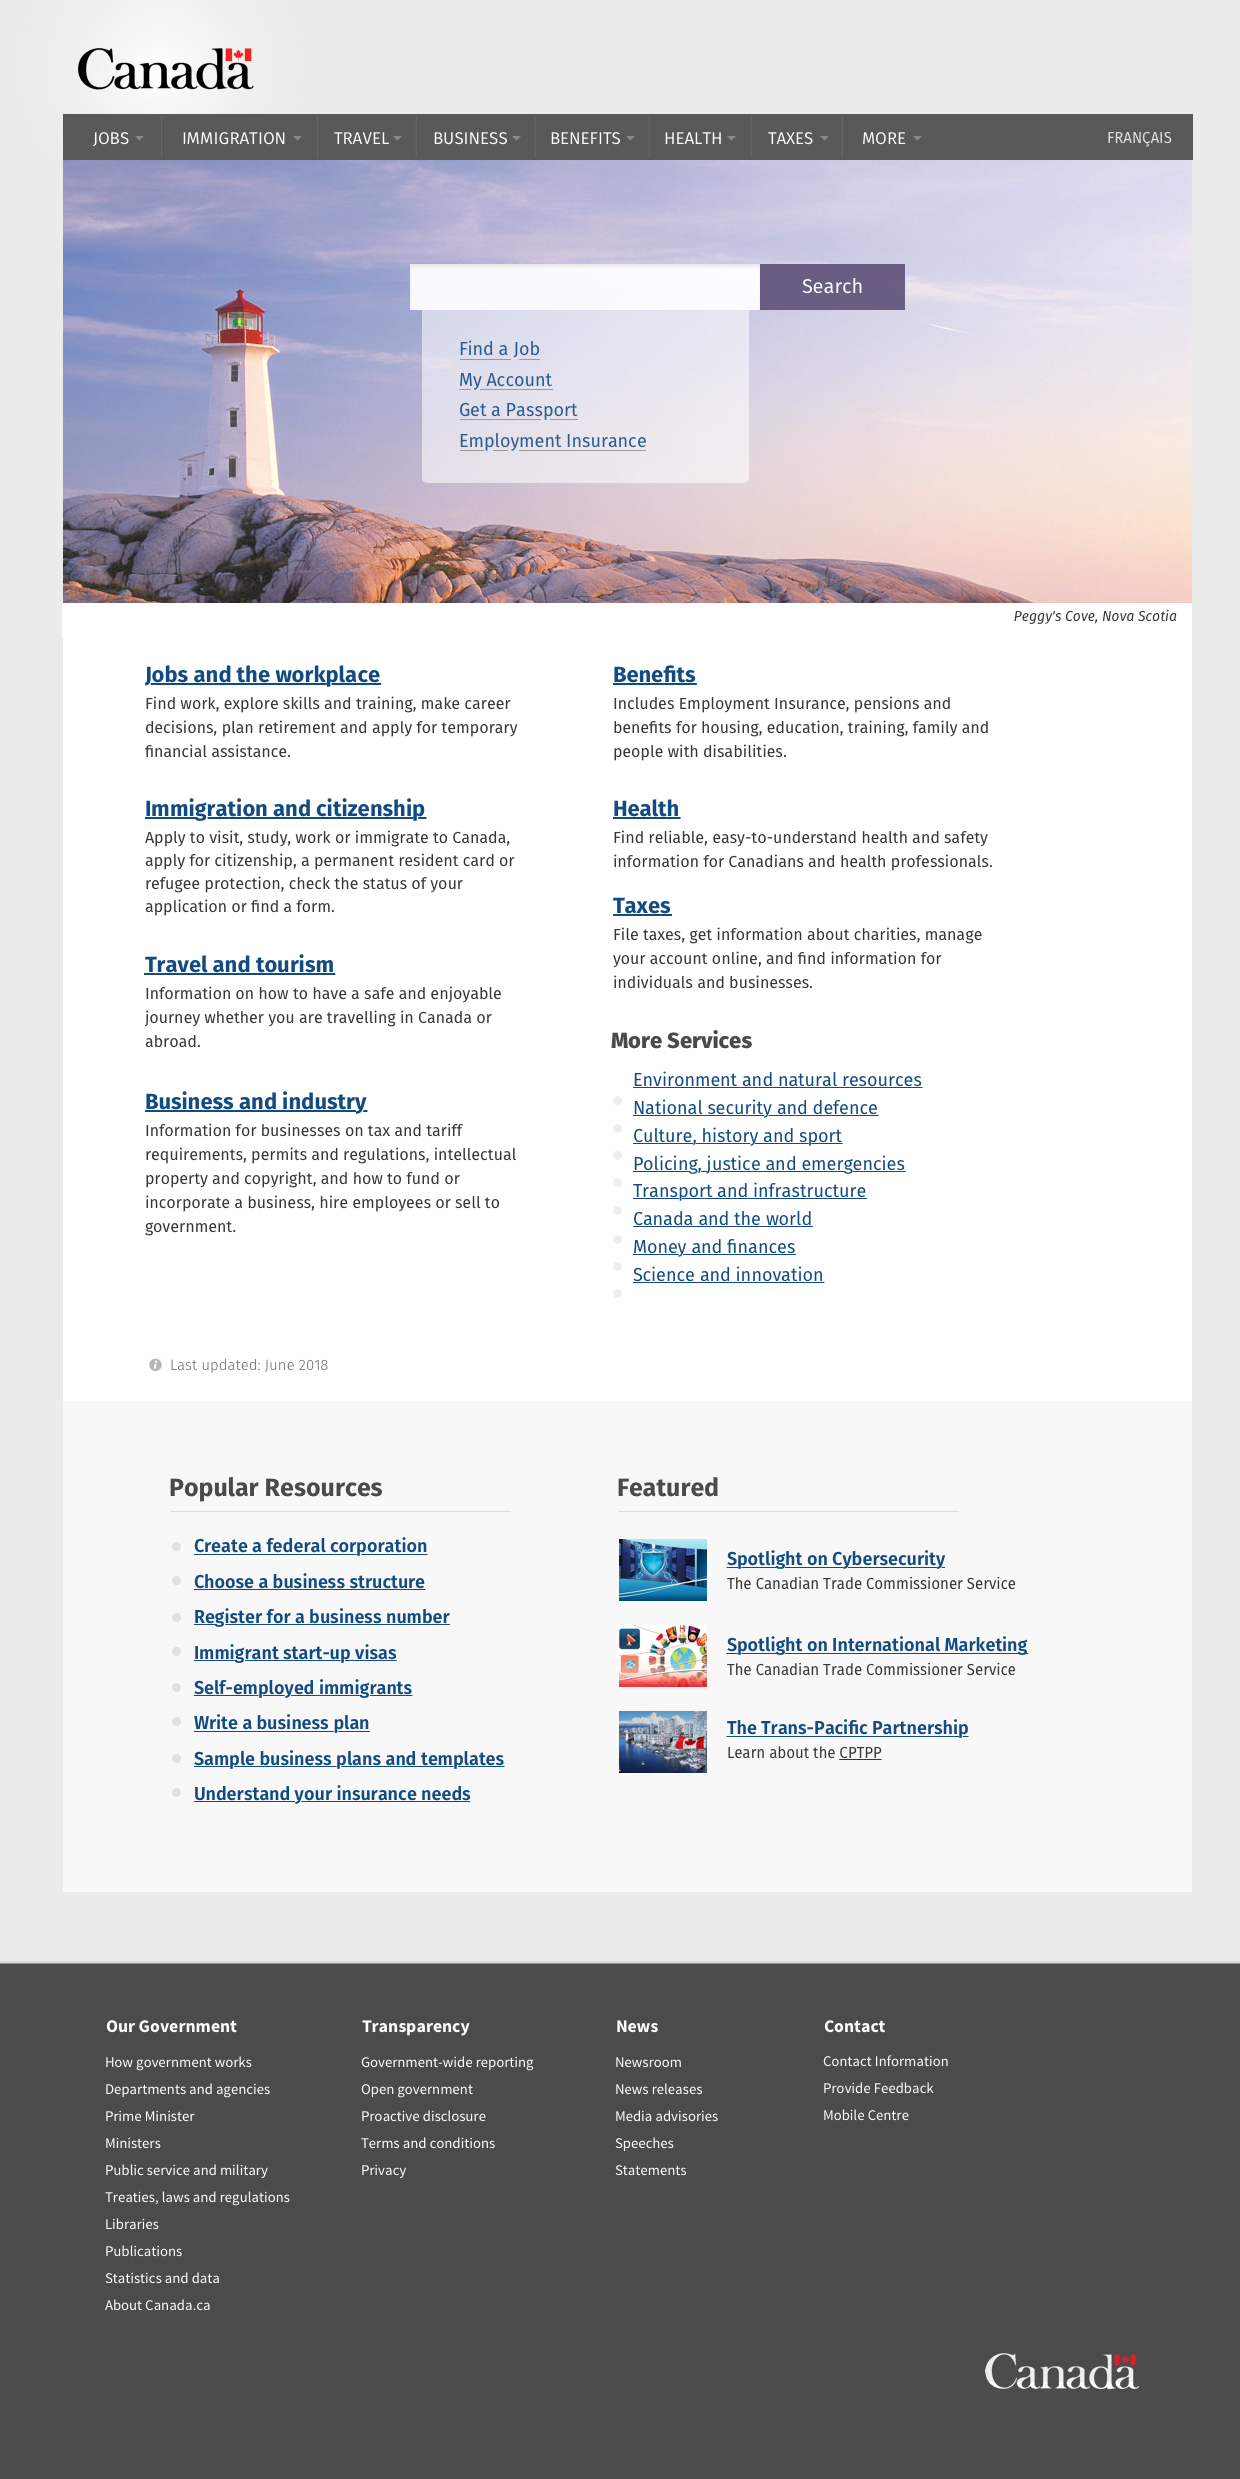 Canada
JOBS
IMMIGRATION
TRAVEL
BUSINESS
BENEFITS
HEALTH
TAXES
MORE
FRANÇAIS
Search
Find a Job
My Account
Get a Passport
Employment Insurance
Peggy's Cove, Nova Scotia
Jobs and the workplace
Find work, explore skills and training, make career
decisions, plan retirement and apply for temporary
financial assistance.
Immigration and citizenship
Apply to visit, study, work or immigrate to Canada,
apply for citizenship, a permanent resident card or
refugee protection, check the status of your
application or find a form.
Travel and tourism
Information on how to have a safe and enjoyable
journey whether you are travelling in Canada or
abroad.
Business and industry
Information for businesses on tax and tariff
requirements, permits and regulations, intellectual
property and copyright, and how to fund or
incorporate a business, hire employees or sell to
government.
Benefits
Includes Employment Insurance, pensions and
benefits for housing, education, training, family and
people with disabilities.
Health
Find reliable, easy-to-understand health and safety
information for Canadians and health professionals.
Taxes
File taxes, get information about charities, manage
your account online, and find information for
individuals and businesses.
More Services
Environment and natural resources
National security and defence
Culture, history and sport
Policing, justice and emergencies
Transport and infrastructure
Canada and the world
Money and finances
Science and innovation
Last updated: June 2018
Popular Resources
Create a federal corporation
Choose a business structure
Register for a business number
Immigrant start-up visas
Self-employed immigrants
Write a business plan
Sample business plans and templates
Understand your insurance needs
Featured
Spotlight on Cybersecurity
The Canadian Trade Commissioner Service
Spotlight on International Marketing
The Canadian Trade Commissioner Service
The Trans-Pacific Partnership
Learn about the CPTPP
Our Government
How government works
Departments and agencies
Prime Minister
Ministers
Public service and military
Treaties, laws and regulations
Libraries
Publications
Statistics and data
About Canada.ca
Transparency
Government-wide reporting
Open government
Proactive disclosure
Terms and conditions
Privacy
News
Newsroom
News releases
Media advisories
Speeches
Statements
Contact
Contact Information
Provide Feedback
Mobile Centre
Canada